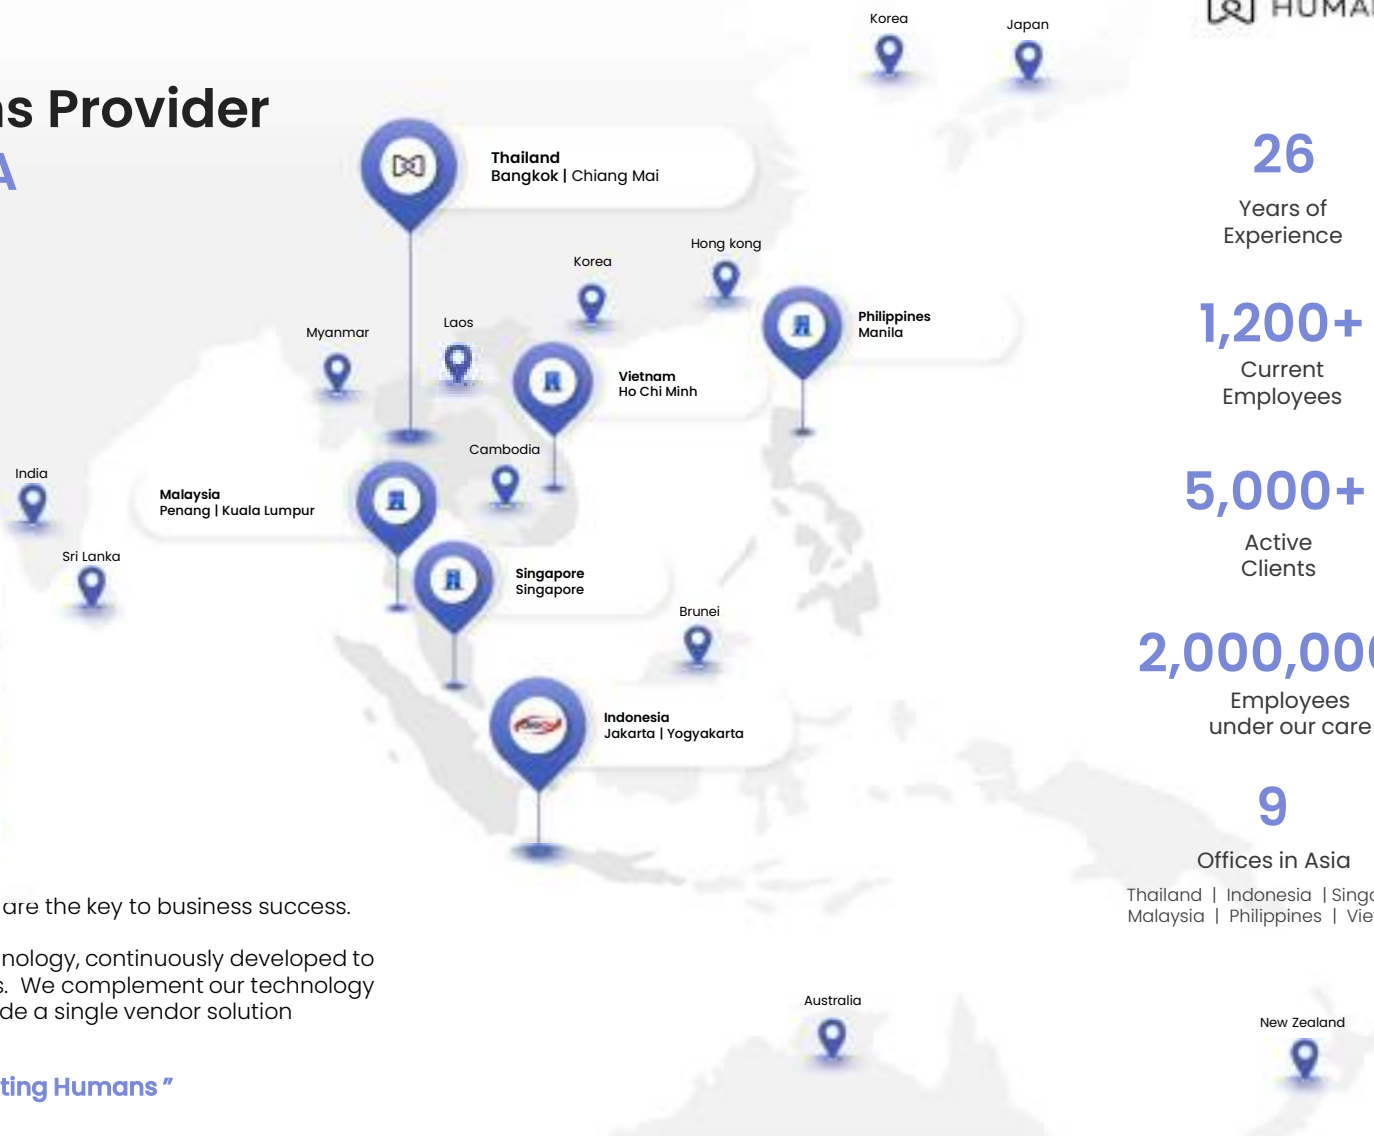 HUMA
Korea
Japan
ns Provider
A
Thailand
Bangkok | Chiang Mai
26
Years of
Experience
Hong kong
Korea
Myanmar
Laos
Philippines
Manila
1,200+
Current
Employees
Vietnam
Ho Chi Minh
Cambodia
India
Malaysia
Penang | Kuala Lumpur
5,000+
Active
Clients
Sri Lanka
Singapore
Singapore
Brunei
2,000,000
Employees
under our care
Indonesia
Jakarta | Yogyakarta
9
Offices in Asia
Thailand | Indonesia | Singa
Malaysia | Philippines | Vie
are the key to business success.
nology, continuously developed to
s. We complement our technology
de a single vendor solution
Australia
New Zealand
ting Humans ”